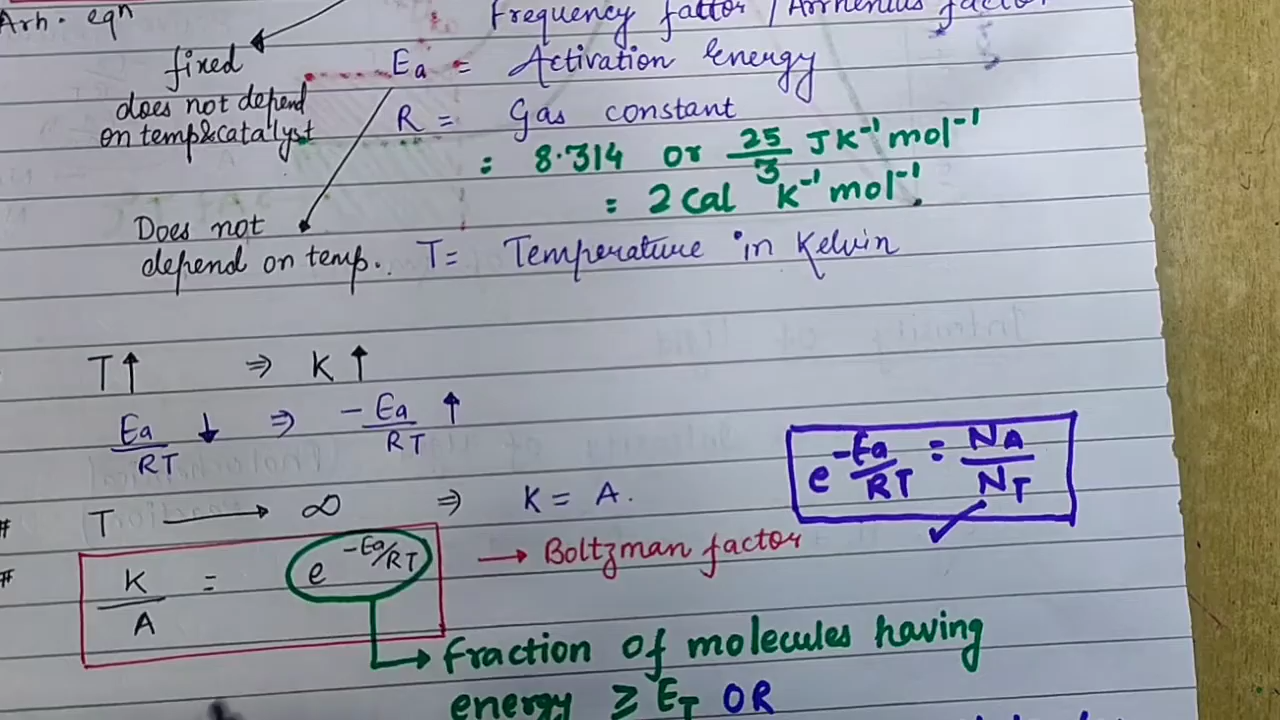 Arh. eqⁿ
Frequency factor / Arrhenius factor
fixed
does not depend
on temp&catalyst
Ea = Activation Energy
R = Gas constant
= 8.314 or 25/3 J K⁻¹ mol⁻¹
= 2 Cal K⁻¹ mol⁻¹
Does not
depend on temp.
T = Temperature in Kelvin
T↑ ⇒ K↑
Ea/RT ↓ ⇒ -Ea/RT ↑
e^-Ea/RT = NA/NT
# T → ∞ ⇒ K = A.
# K/A = e^-Ea/RT → Boltzman factor
fraction of molecules having
energy ≥ ET OR